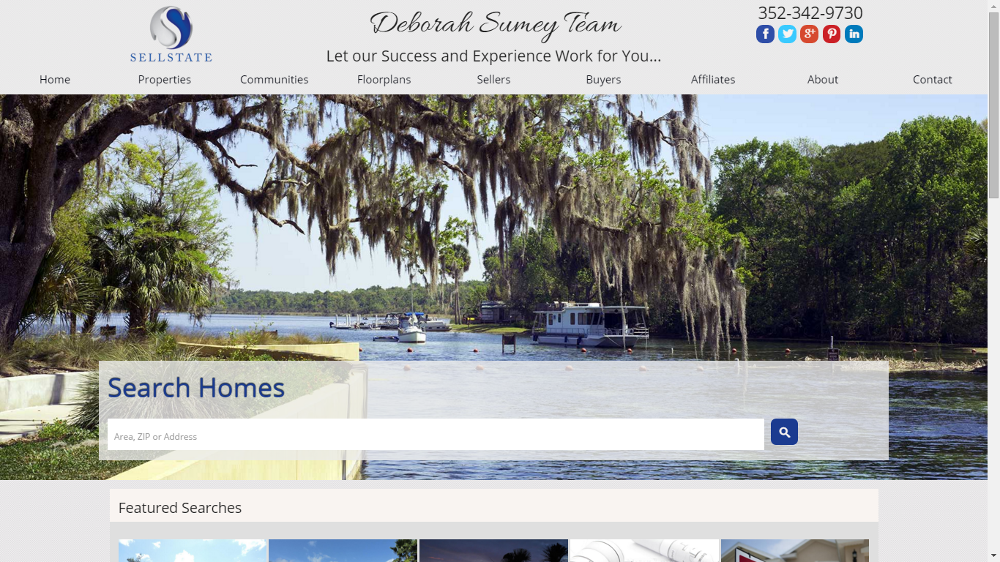 SELLSTATE
Deborah Sumey Team
Let our Success and Experience Work for You...
352-342-9730
Home Properties Communities Floorplans Sellers Buyers Affiliates About Contact
Search Homes
Area, ZIP or Address
Featured Searches